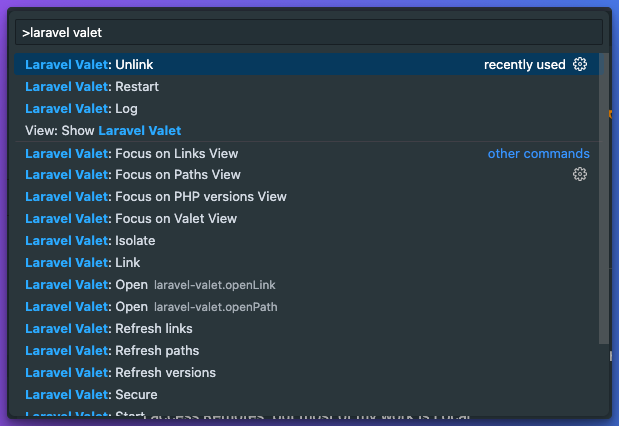 >laravel valet
Laravel Valet: Unlink recently used
Laravel Valet: Restart
Laravel Valet: Log
View: Show Laravel Valet
Laravel Valet: Focus on Links View other commands
Laravel Valet: Focus on Paths View
Laravel Valet: Focus on PHP versions View
Laravel Valet: Focus on Valet View
Laravel Valet: Isolate
Laravel Valet: Link
Laravel Valet: Open laravel-valet.openLink
Laravel Valet: Open laravel-valet.openPath
Laravel Valet: Refresh links
Laravel Valet: Refresh paths
Laravel Valet: Refresh versions
Laravel Valet: Secure
Laravel Valet: Start